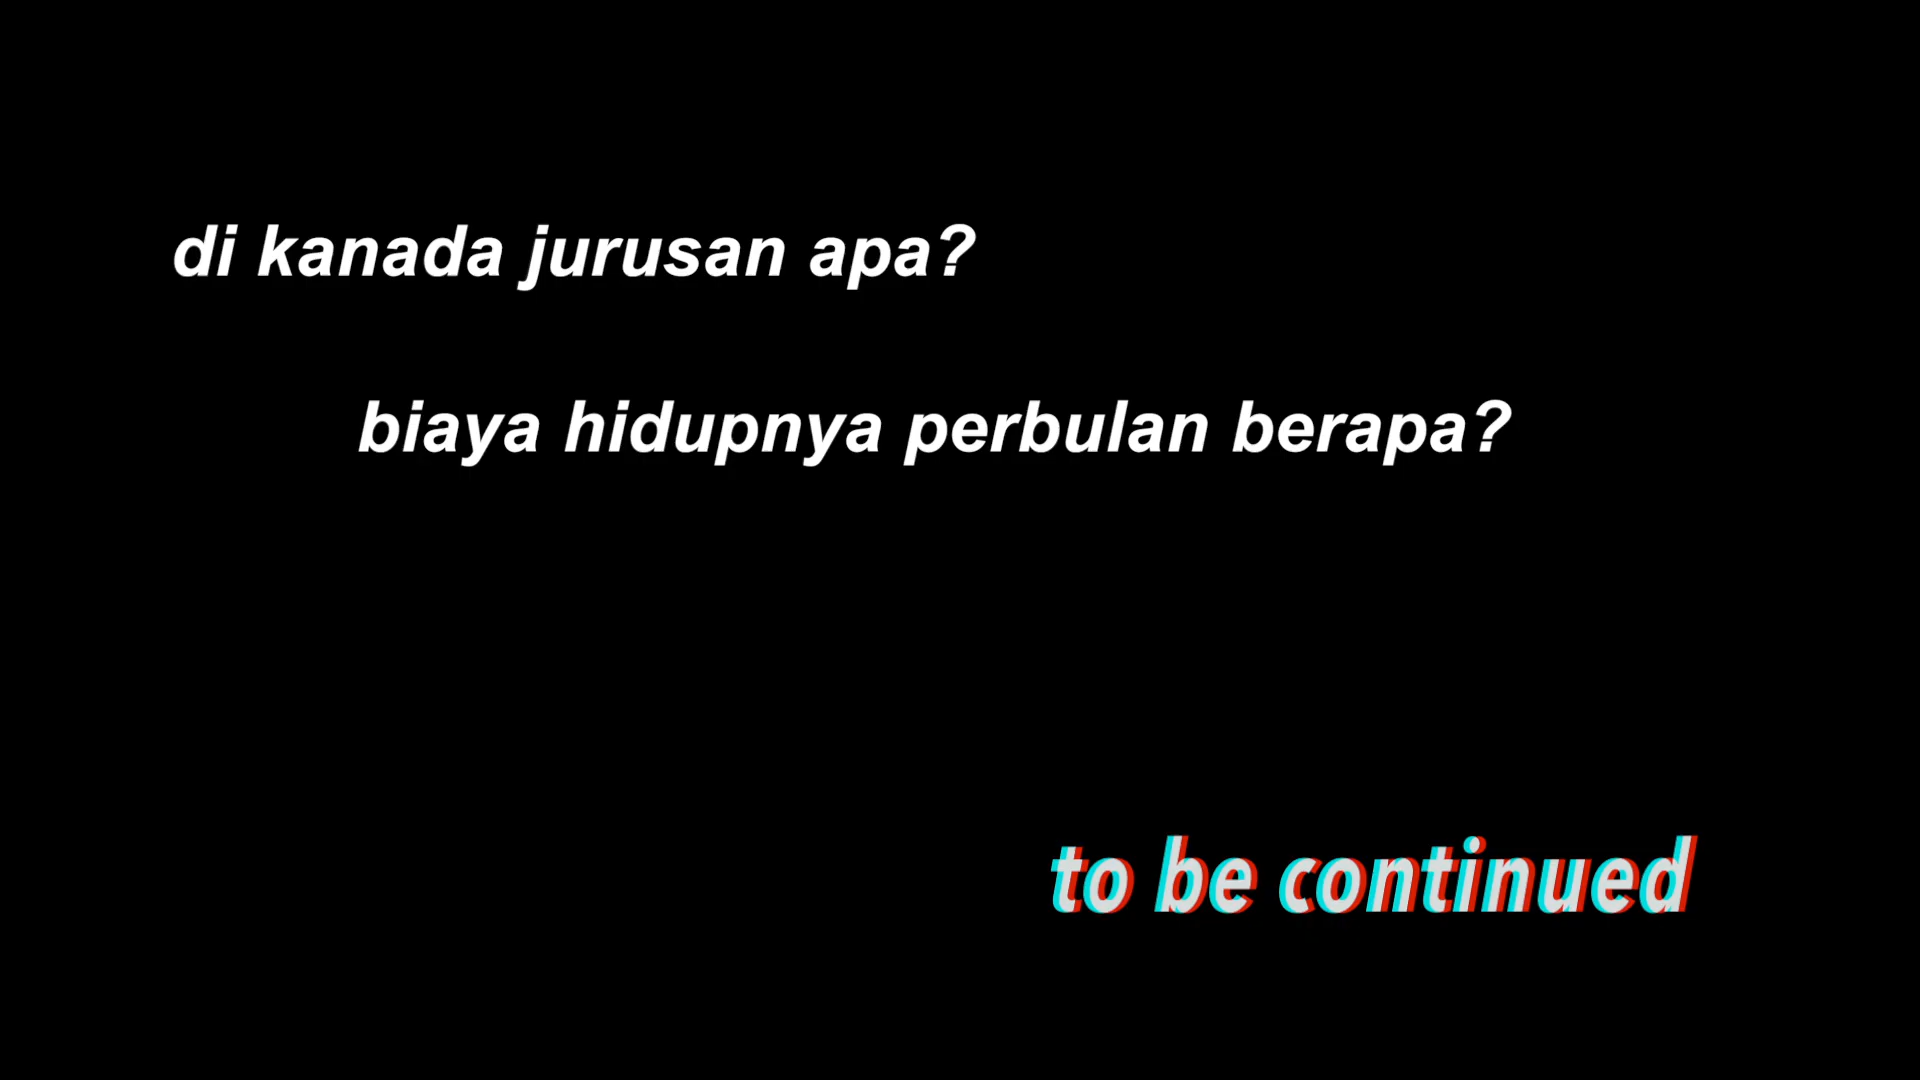 di kanada jurusan apa?
biaya hidupnya perbulan berapa?
to be continued